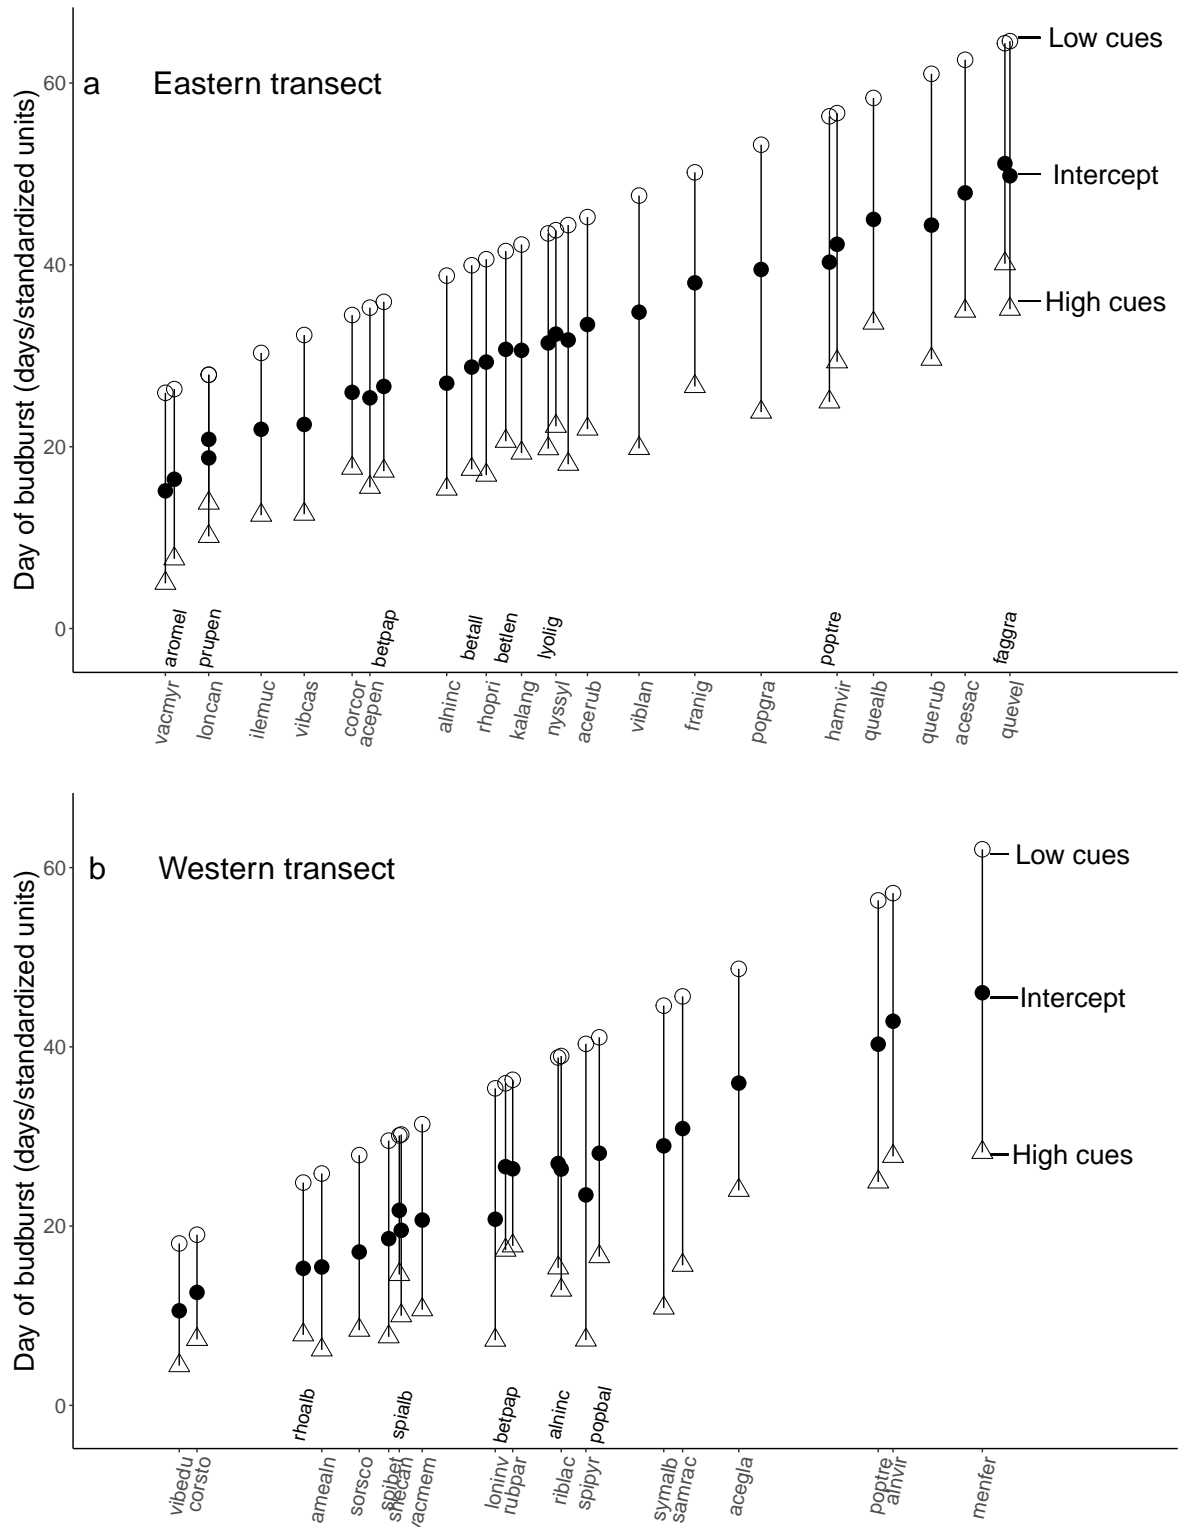 a Eastern transect
Low cues
Intercept
High cues
Day of budburst (days/standardized units)
60
40
20
0
aromel
prupen
betpap
betall
betlen
lyolig
poptre
faggra
vacmyr
loncan
ilemuc
vibcas
corcor
acepen
alninc
rhopri
kalang
nyssyl
acerub
viblan
franig
popgra
hamvir
quealb
querub
acesac
quevel
b Western transect
Low cues
Intercept
High cues
Day of budburst (days/standardized units)
60
40
20
0
rhoalb
spialb
betpap
alninc
popbal
vibedu
corsto
amealn
sorsco
spibet
shecan
vacmem
loninv
rubpar
riblac
spipyr
symalb
samrac
acegla
poptre
alnvir
menfer